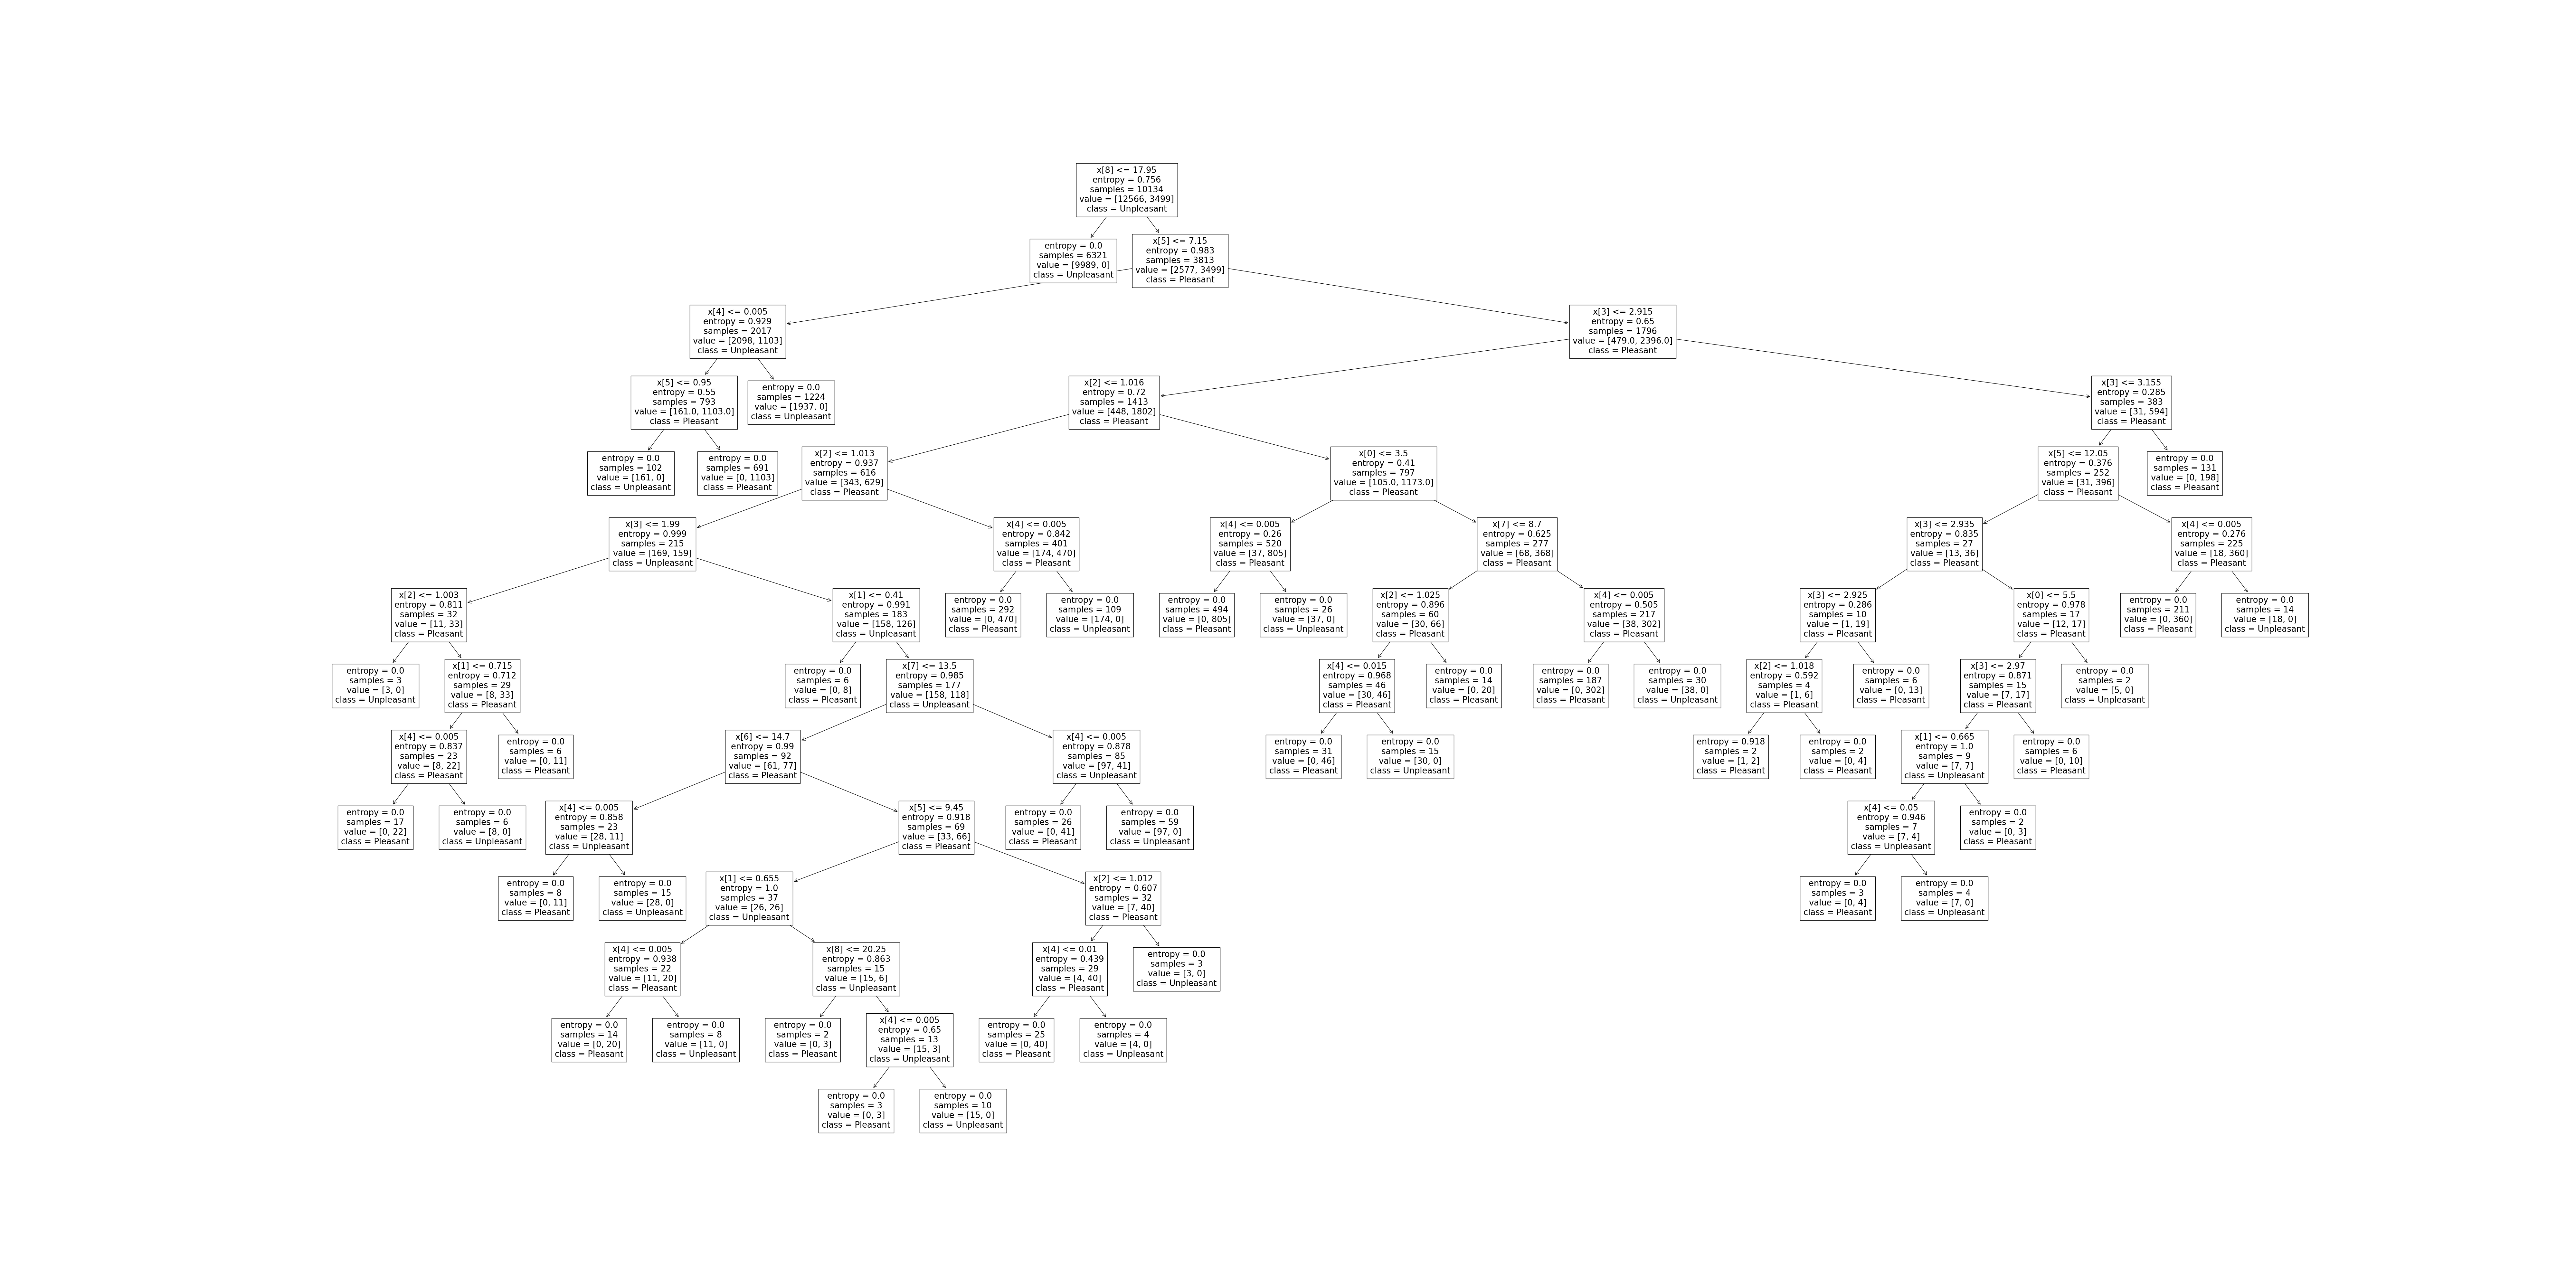 x[8] <= 17.95
entropy = 0.756
samples = 10134
value = [12566, 3499]
class = Unpleasant
entropy = 0.0
samples = 6321
value = [9989, 0]
class = Unpleasant
x[5] <= 7.15
entropy = 0.983
samples = 3813
value = [2577, 3499]
class = Pleasant
x[4] <= 0.005
entropy = 0.929
samples = 2017
value = [2098, 1103]
class = Unpleasant
x[3] <= 2.915
entropy = 0.65
samples = 1796
value = [479.0, 2396.0]
class = Pleasant
x[5] <= 0.95
entropy = 0.55
samples = 793
value = [161.0, 1103.0]
class = Pleasant
entropy = 0.0
samples = 1224
value = [1937, 0]
class = Unpleasant
x[2] <= 1.016
entropy = 0.72
samples = 1413
value = [448, 1802]
class = Pleasant
x[3] <= 3.155
entropy = 0.285
samples = 383
value = [31, 594]
class = Pleasant
entropy = 0.0
samples = 102
value = [161, 0]
class = Unpleasant
entropy = 0.0
samples = 691
value = [0, 1103]
class = Pleasant
x[2] <= 1.013
entropy = 0.937
samples = 616
value = [343, 629]
class = Pleasant
x[0] <= 3.5
entropy = 0.41
samples = 797
value = [105.0, 1173.0]
class = Pleasant
x[5] <= 12.05
entropy = 0.376
samples = 252
value = [31, 396]
class = Pleasant
entropy = 0.0
samples = 131
value = [0, 198]
class = Pleasant
x[3] <= 1.99
entropy = 0.999
samples = 215
value = [169, 159]
class = Unpleasant
x[4] <= 0.005
entropy = 0.842
samples = 401
value = [174, 470]
class = Pleasant
x[4] <= 0.005
entropy = 0.26
samples = 520
value = [37, 805]
class = Pleasant
x[7] <= 8.7
entropy = 0.625
samples = 277
value = [68, 368]
class = Pleasant
x[3] <= 2.935
entropy = 0.835
samples = 27
value = [13, 36]
class = Pleasant
x[4] <= 0.005
entropy = 0.276
samples = 225
value = [18, 360]
class = Pleasant
x[2] <= 1.003
entropy = 0.811
samples = 32
value = [11, 33]
class = Pleasant
x[1] <= 0.41
entropy = 0.991
samples = 183
value = [158, 126]
class = Unpleasant
entropy = 0.0
samples = 292
value = [0, 470]
class = Pleasant
entropy = 0.0
samples = 109
value = [174, 0]
class = Unpleasant
entropy = 0.0
samples = 494
value = [0, 805]
class = Pleasant
entropy = 0.0
samples = 26
value = [37, 0]
class = Unpleasant
x[2] <= 1.025
entropy = 0.896
samples = 60
value = [30, 66]
class = Pleasant
x[4] <= 0.005
entropy = 0.505
samples = 217
value = [38, 302]
class = Pleasant
x[3] <= 2.925
entropy = 0.286
samples = 10
value = [1, 19]
class = Pleasant
x[0] <= 5.5
entropy = 0.978
samples = 17
value = [12, 17]
class = Pleasant
entropy = 0.0
samples = 211
value = [0, 360]
class = Pleasant
entropy = 0.0
samples = 14
value = [18, 0]
class = Unpleasant
entropy = 0.0
samples = 3
value = [3, 0]
class = Unpleasant
x[1] <= 0.715
entropy = 0.712
samples = 29
value = [8, 33]
class = Pleasant
entropy = 0.0
samples = 6
value = [0, 8]
class = Pleasant
x[7] <= 13.5
entropy = 0.985
samples = 177
value = [158, 118]
class = Unpleasant
x[4] <= 0.015
entropy = 0.968
samples = 46
value = [30, 46]
class = Pleasant
entropy = 0.0
samples = 14
value = [0, 20]
class = Pleasant
entropy = 0.0
samples = 187
value = [0, 302]
class = Pleasant
entropy = 0.0
samples = 30
value = [38, 0]
class = Unpleasant
x[2] <= 1.018
entropy = 0.592
samples = 4
value = [1, 6]
class = Pleasant
entropy = 0.0
samples = 6
value = [0, 13]
class = Pleasant
x[3] <= 2.97
entropy = 0.871
samples = 15
value = [7, 17]
class = Pleasant
entropy = 0.0
samples = 2
value = [5, 0]
class = Unpleasant
x[4] <= 0.005
entropy = 0.837
samples = 23
value = [8, 22]
class = Pleasant
entropy = 0.0
samples = 6
value = [0, 11]
class = Pleasant
x[6] <= 14.7
entropy = 0.99
samples = 92
value = [61, 77]
class = Pleasant
x[4] <= 0.005
entropy = 0.878
samples = 85
value = [97, 41]
class = Unpleasant
entropy = 0.0
samples = 31
value = [0, 46]
class = Pleasant
entropy = 0.0
samples = 15
value = [30, 0]
class = Unpleasant
entropy = 0.918
samples = 2
value = [1, 2]
class = Pleasant
entropy = 0.0
samples = 2
value = [0, 4]
class = Pleasant
x[1] <= 0.665
entropy = 1.0
samples = 9
value = [7, 7]
class = Unpleasant
entropy = 0.0
samples = 6
value = [0, 10]
class = Pleasant
entropy = 0.0
samples = 17
value = [0, 22]
class = Pleasant
entropy = 0.0
samples = 6
value = [8, 0]
class = Unpleasant
x[4] <= 0.005
entropy = 0.858
samples = 23
value = [28, 11]
class = Unpleasant
x[5] <= 9.45
entropy = 0.918
samples = 69
value = [33, 66]
class = Pleasant
entropy = 0.0
samples = 26
value = [0, 41]
class = Pleasant
entropy = 0.0
samples = 59
value = [97, 0]
class = Unpleasant
x[4] <= 0.05
entropy = 0.946
samples = 7
value = [7, 4]
class = Unpleasant
entropy = 0.0
samples = 2
value = [0, 3]
class = Pleasant
entropy = 0.0
samples = 8
value = [0, 11]
class = Pleasant
entropy = 0.0
samples = 15
value = [28, 0]
class = Unpleasant
x[1] <= 0.655
entropy = 1.0
samples = 37
value = [26, 26]
class = Unpleasant
x[2] <= 1.012
entropy = 0.607
samples = 32
value = [7, 40]
class = Pleasant
entropy = 0.0
samples = 3
value = [0, 4]
class = Pleasant
entropy = 0.0
samples = 4
value = [7, 0]
class = Unpleasant
x[4] <= 0.005
entropy = 0.938
samples = 22
value = [11, 20]
class = Pleasant
x[8] <= 20.25
entropy = 0.863
samples = 15
value = [15, 6]
class = Unpleasant
x[4] <= 0.01
entropy = 0.439
samples = 29
value = [4, 40]
class = Pleasant
entropy = 0.0
samples = 3
value = [3, 0]
class = Unpleasant
entropy = 0.0
samples = 14
value = [0, 20]
class = Pleasant
entropy = 0.0
samples = 8
value = [11, 0]
class = Unpleasant
entropy = 0.0
samples = 2
value = [0, 3]
class = Pleasant
x[4] <= 0.005
entropy = 0.65
samples = 13
value = [15, 3]
class = Unpleasant
entropy = 0.0
samples = 25
value = [0, 40]
class = Pleasant
entropy = 0.0
samples = 4
value = [4, 0]
class = Unpleasant
entropy = 0.0
samples = 3
value = [0, 3]
class = Pleasant
entropy = 0.0
samples = 10
value = [15, 0]
class = Unpleasant